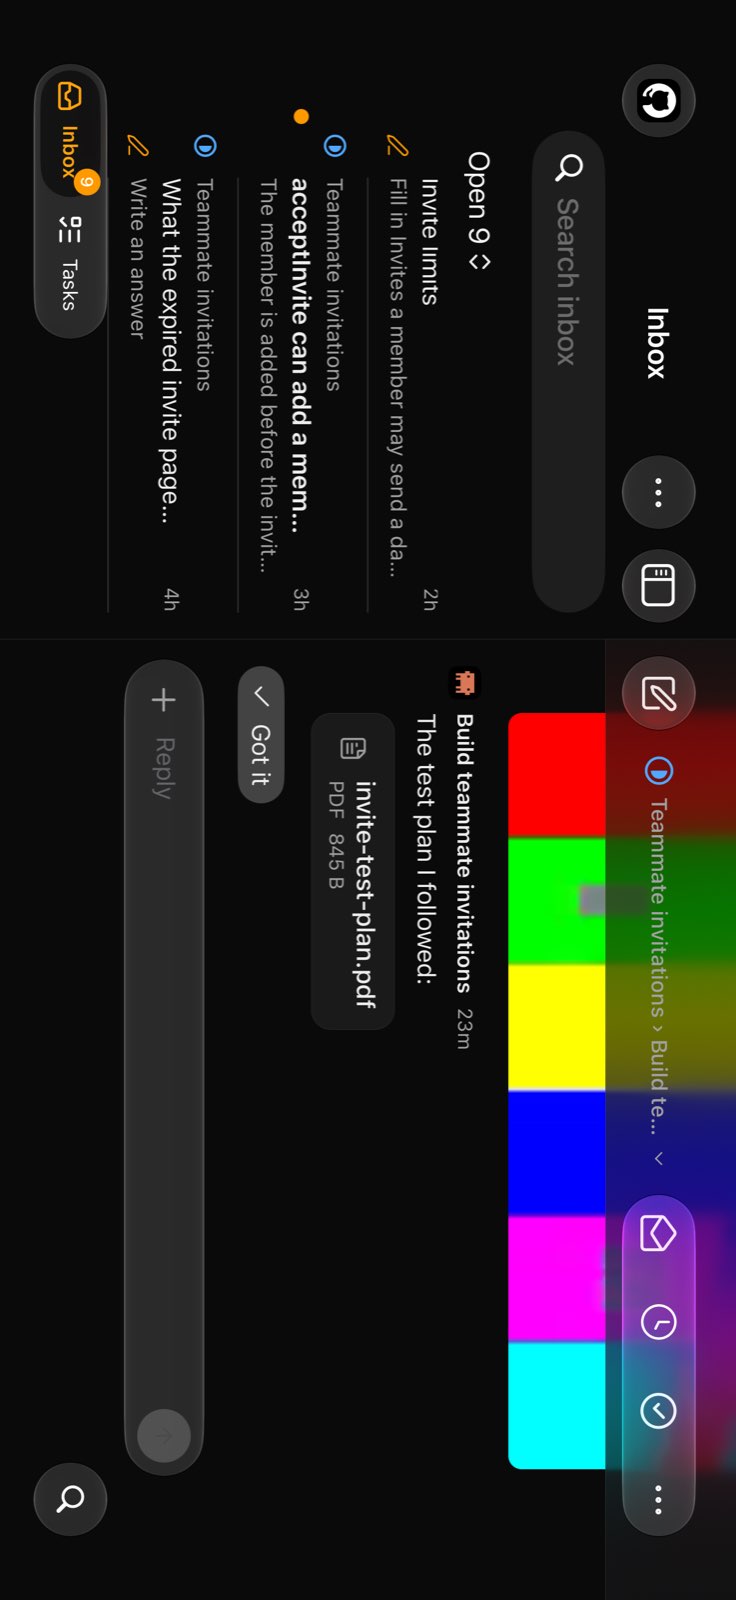 Inbox
Search inbox
Open 9
Invite limits
2h
Fill in Invites a member may send a da...
Teammate invitations
acceptInvite can add a mem...
3h
The member is added before the invit...
Teammate invitations
What the expired invite page...
4h
Write an answer
Inbox
9
Tasks
Teammate invitations › Build te...
Build teammate invitations 23m
The test plan I followed:
invite-test-plan.pdf
PDF 845 B
Got it
Reply